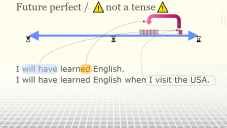 Future perfect / ⚠not a tense⚠
I will have learned English.
I will have learned English when I visit the USA.